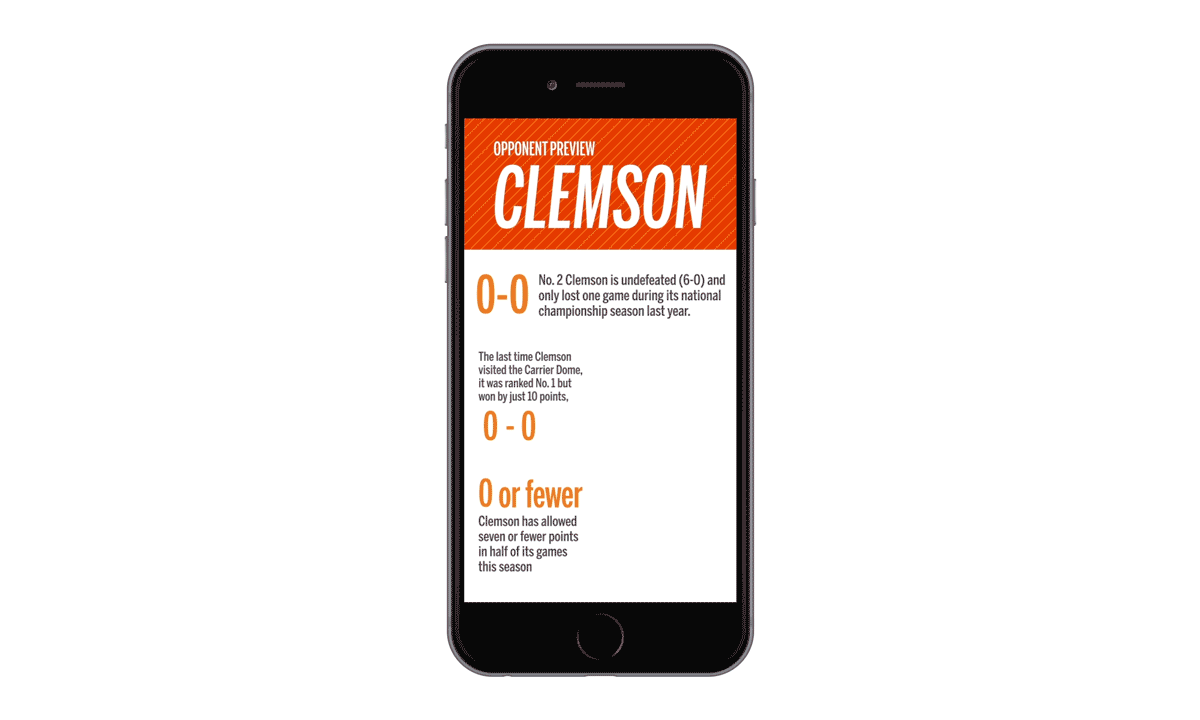 OPPONENT PREVIEW
CLEMSON
0-0
No. 2 Clemson is undefeated (6-0) and
only lost one game during its national
championship season last year.
The last time Clemson
visited the Carrier Dome,
it was ranked No. 1 but
won by just 10 points,
0 - 0
0 or fewer
Clemson has allowed
seven or fewer points
in half of its games
this season